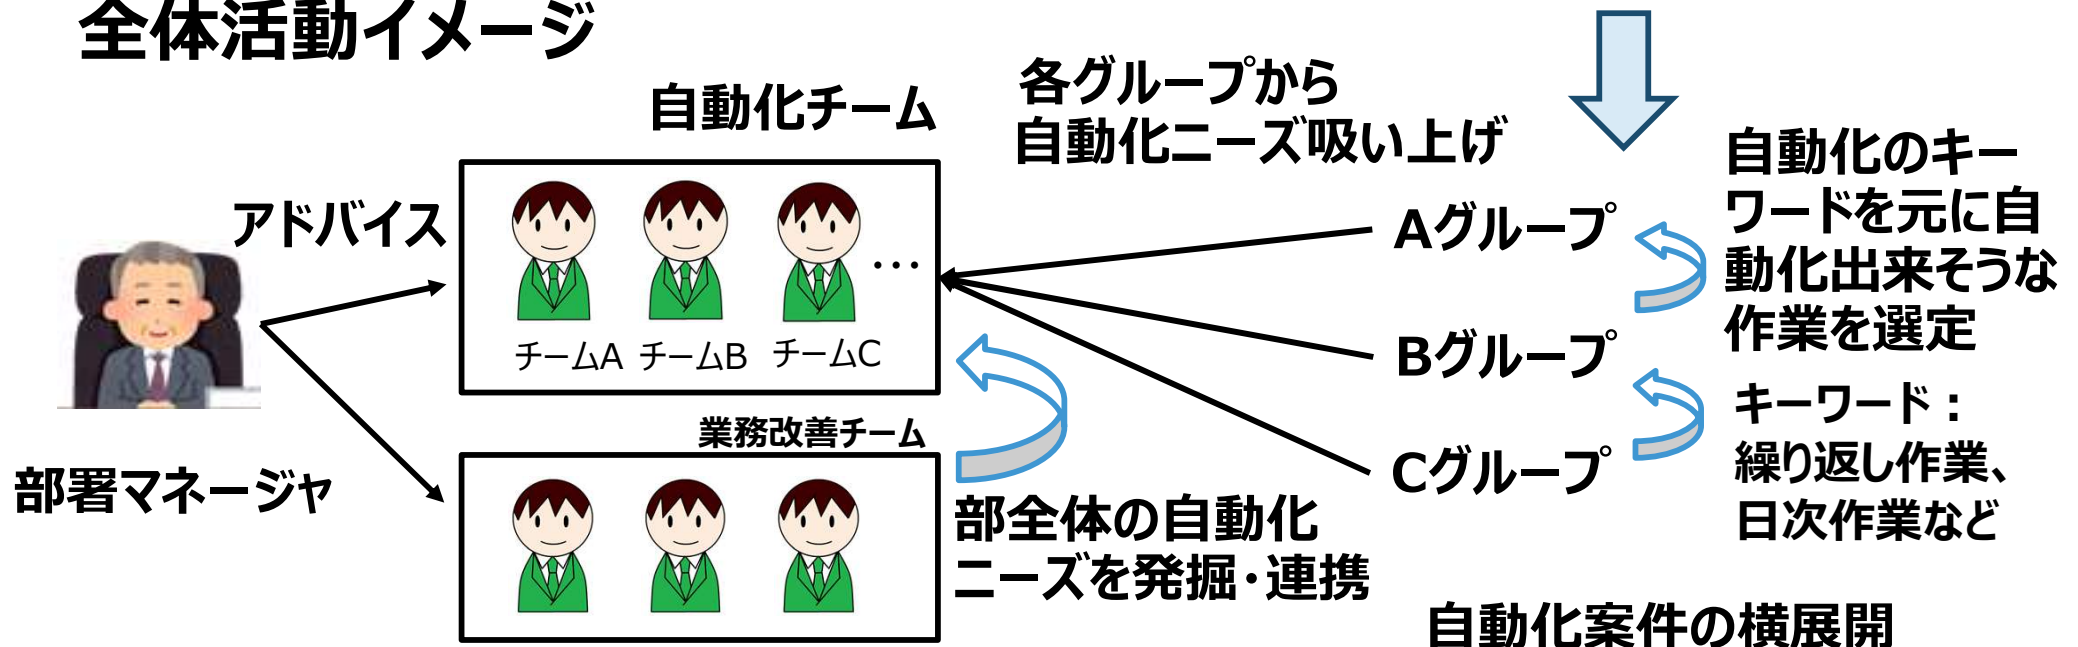 全体活動イメージ
自動化チーム
各グループから
自動化ニーズ吸い上げ
アドバイス
…
チームA チームB チームC
部署マネージャ
業務改善チーム
部全体の自動化
ニーズを発掘・連携
Aグループ
Bグループ
Cグループ
自動化のキー
ワードを元に自
動化出来そうな
作業を選定
キーワード：
繰り返し作業、
日次作業など
自動化案件の横展開